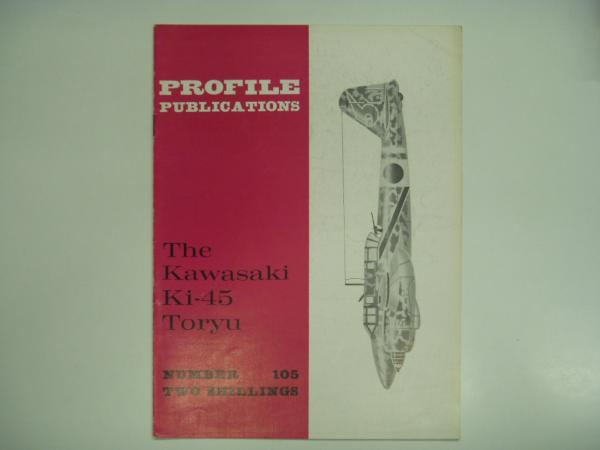 PROFILE
PUBLICATIONS
The
Kawasaki
Ki-45
Toryu
NUMBER 105
TWO SHILLINGS